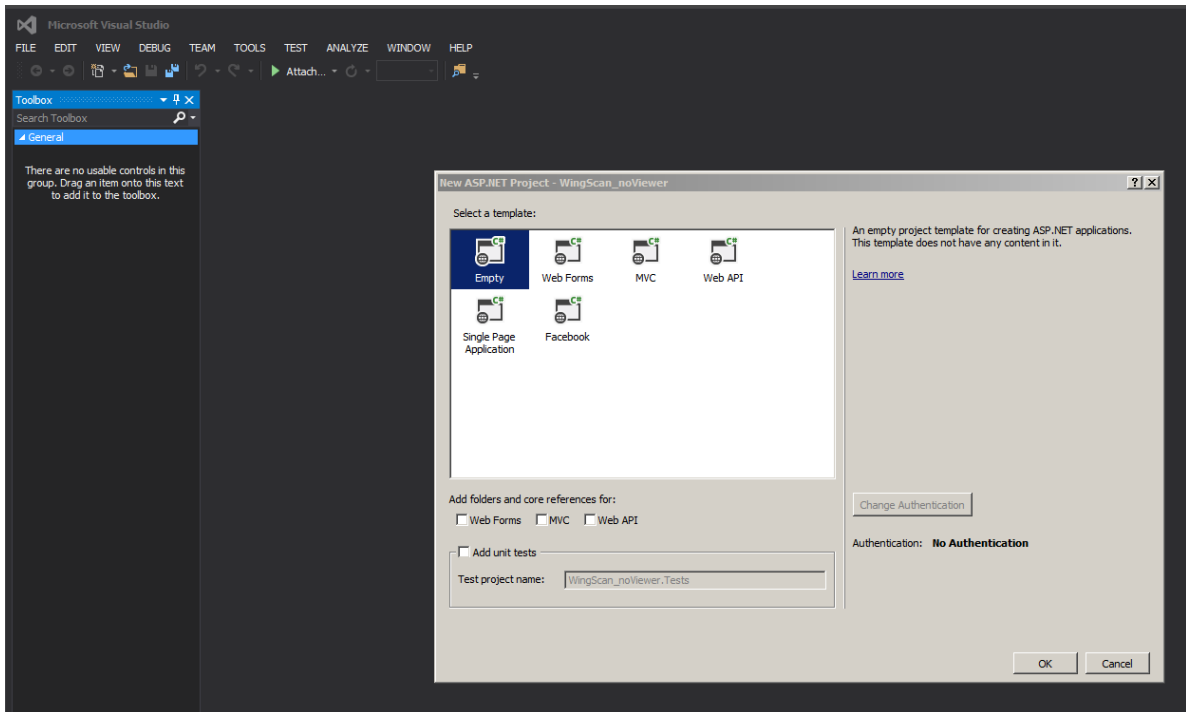 Microsoft Visual Studio
FILE EDIT VIEW DEBUG TEAM TOOLS TEST ANALYZE WINDOW HELP
Attach...
Toolbox
Search Toolbox
General
There are no usable controls in this
group. Drag an item onto this text
to add it to the toolbox.
New ASP.NET Project - WingScan_noViewer
Select a template:
C# C# C# C#
Empty Web Forms MVC Web API
C# C#
Single Page
Application
Facebook
An empty project template for creating ASP.NET applications.
This template does not have any content in it.
Learn more
Add folders and core references for:
Web Forms MVC Web API
Add unit tests
Test project name: WingScan_noViewer.Tests
Change Authentication
Authentication: No Authentication
OK Cancel